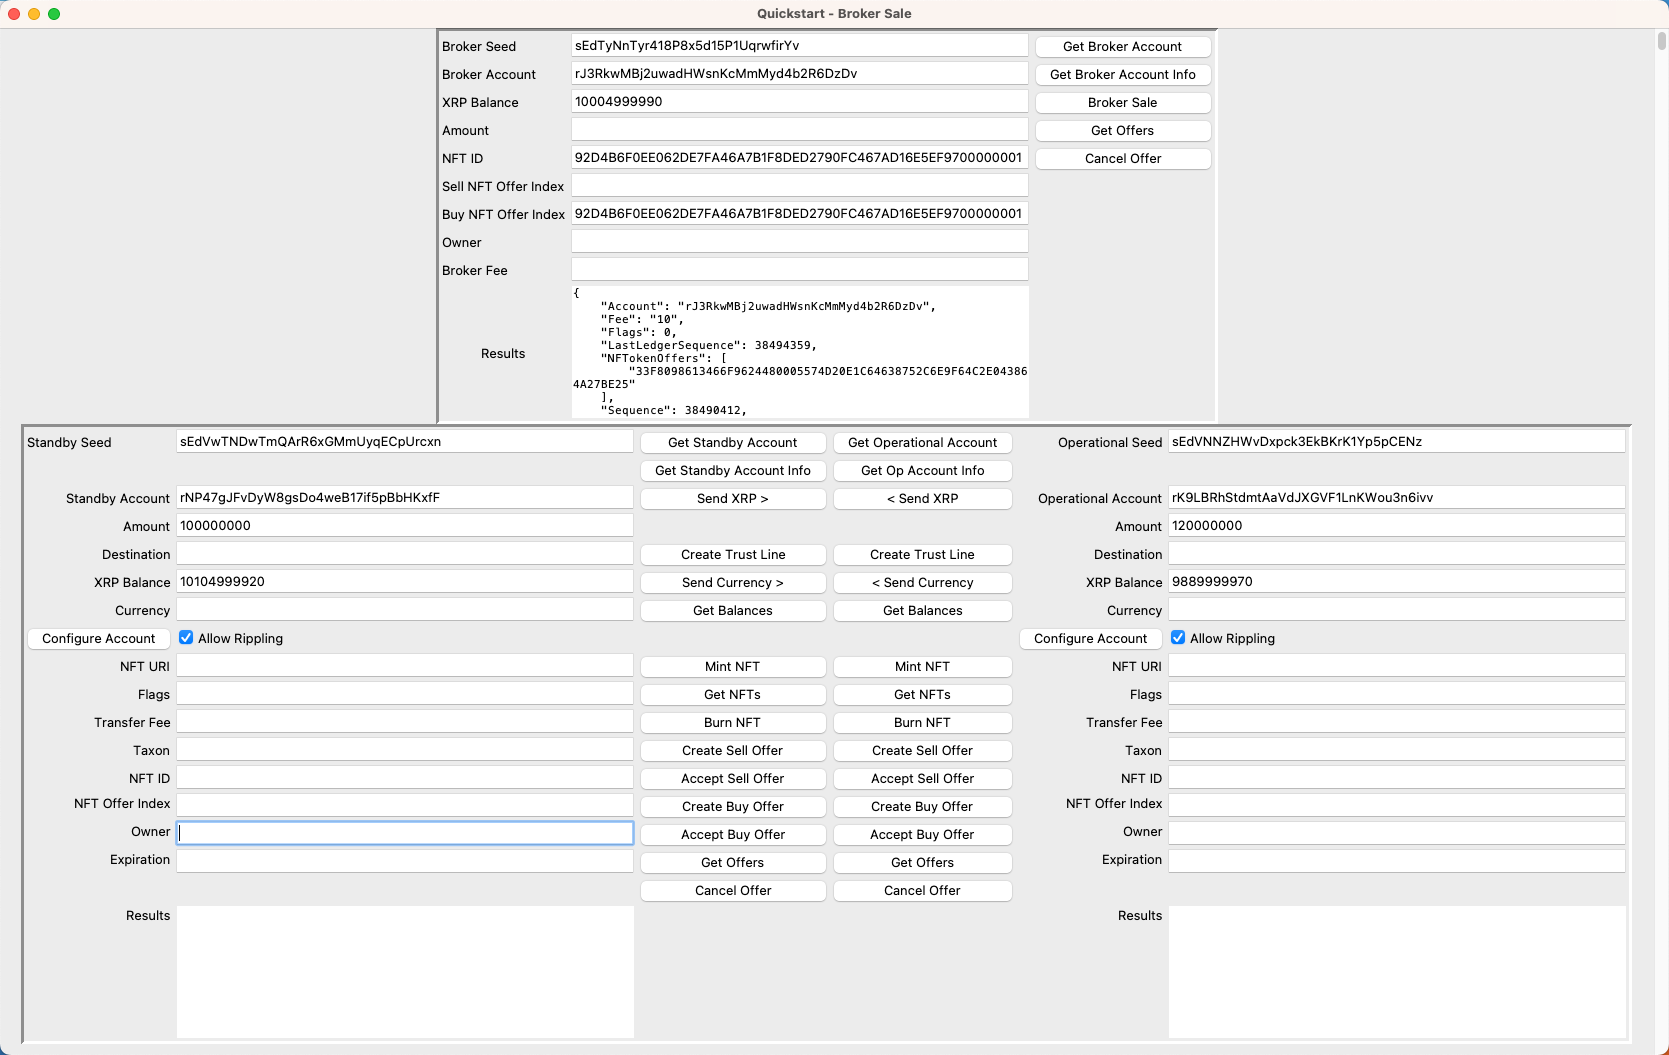 Quickstart - Broker Sale
Broker Seed sEdTyNnTyr418P8x5d15P1UqrwfirYv Get Broker Account
Broker Account rJ3RkwMBj2uwadHWsnKcMmMyd4b2R6DzDv Get Broker Account Info
XRP Balance 10004999990 Broker Sale
Amount Get Offers
NFT ID 92D4B6F0EE062DE7FA46A7B1F8DED2790FC467AD16E5EF9700000001 Cancel Offer
Sell NFT Offer Index
Buy NFT Offer Index 92D4B6F0EE062DE7FA46A7B1F8DED2790FC467AD16E5EF9700000001
Owner
Broker Fee
Results
{
"Account": "rJ3RkwMBj2uwadHWsnKcMmMyd4b2R6DzDv",
"Fee": "10",
"Flags": 0,
"LastLedgerSequence": 38494359,
"NFTokenOffers": [
"33F8098613466F9624480005574D20E1C64638752C6E9F64C2E04386
4A27BE25"
],
"Sequence": 38490412,
Standby Seed sEdVwTNDwTmQArR6xGMmUyqECpUrcxn Get Standby Account Get Operational Account Operational Seed sEdVNNZHWvDxpck3EkBKrK1Yp5pCENz
Get Standby Account Info Get Op Account Info
Standby Account rNP47gJFvDyW8gsDo4weB17if5pBbHKxfF Send XRP > < Send XRP Operational Account rK9LBRhStdmtAaVdJXGVF1LnKWou3n6ivv
Amount 100000000 Amount 120000000
Destination Create Trust Line Create Trust Line Destination
XRP Balance 10104999920 Send Currency > < Send Currency XRP Balance 9889999970
Currency Get Balances Get Balances Currency
Configure Account Allow Rippling Configure Account Allow Rippling
NFT URI Mint NFT Mint NFT NFT URI
Flags Get NFTs Get NFTs Flags
Transfer Fee Burn NFT Burn NFT Transfer Fee
Taxon Create Sell Offer Create Sell Offer Taxon
NFT ID Accept Sell Offer Accept Sell Offer NFT ID
NFT Offer Index Create Buy Offer Create Buy Offer NFT Offer Index
Owner Accept Buy Offer Accept Buy Offer Owner
Expiration Get Offers Get Offers Expiration
Cancel Offer Cancel Offer
Results Results